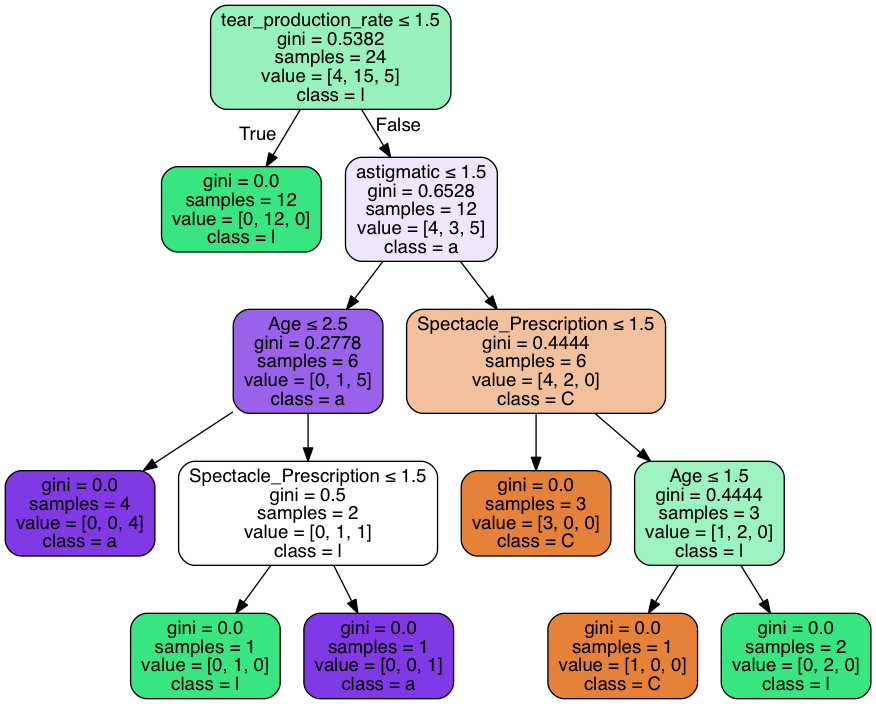 tear_production_rate ≤ 1.5
gini = 0.5382
samples = 24
value = [4, 15, 5]
class = l
True
False
gini = 0.0
samples = 12
value = [0, 12, 0]
class = l
astigmatic ≤ 1.5
gini = 0.6528
samples = 12
value = [4, 3, 5]
class = a
Age ≤ 2.5
gini = 0.2778
samples = 6
value = [0, 1, 5]
class = a
Spectacle_Prescription ≤ 1.5
gini = 0.4444
samples = 6
value = [4, 2, 0]
class = C
gini = 0.0
samples = 4
value = [0, 0, 4]
class = a
Spectacle_Prescription ≤ 1.5
gini = 0.5
samples = 2
value = [0, 1, 1]
class = l
gini = 0.0
samples = 3
value = [3, 0, 0]
class = C
Age ≤ 1.5
gini = 0.4444
samples = 3
value = [1, 2, 0]
class = l
gini = 0.0
samples = 1
value = [0, 1, 0]
class = l
gini = 0.0
samples = 1
value = [0, 0, 1]
class = a
gini = 0.0
samples = 1
value = [1, 0, 0]
class = C
gini = 0.0
samples = 2
value = [0, 2, 0]
class = l